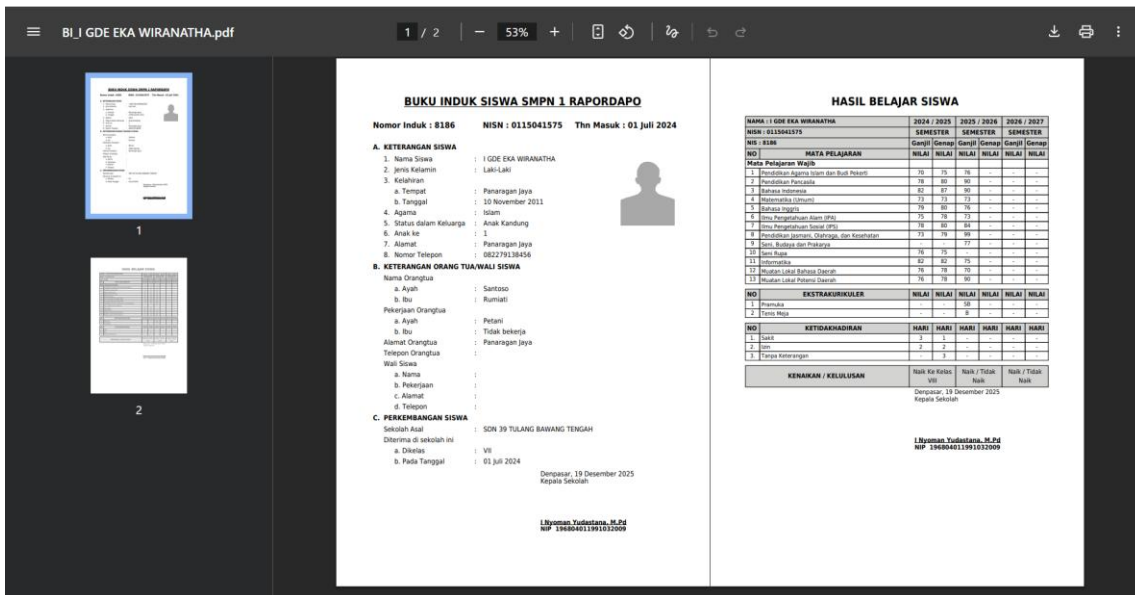 BI_I GDE EKA WIRANATHA.pdf
1 / 2
53%
1
2
BUKU INDUK SISWA SMPN 1 RAPORDAPO
Nomor Induk : 8186 NISN : 0115041575 Thn Masuk : 01 Juli 2024
A. KETERANGAN SISWA
1. Nama Siswa : I GDE EKA WIRANATHA
2. Jenis Kelamin : Laki-Laki
3. Kelahiran
a. Tempat : Panaragan Jaya
b. Tanggal : 10 November 2011
4. Agama : Islam
5. Status dalam Keluarga : Anak Kandung
6. Anak ke : 1
7. Alamat : Panaragan Jaya
8. Nomor Telepon : 082279138456
B. KETERANGAN ORANG TUA/WALI SISWA
Nama Orangtua
a. Ayah : Santoso
b. Ibu : Rumiati
Pekerjaan Orangtua
a. Ayah : Petani
b. Ibu : Tidak bekerja
Alamat Orangtua : Panaragan Jaya
Telepon Orangtua :
Wali Siswa
a. Nama :
b. Pekerjaan :
c. Alamat :
d. Telepon :
C. PERKEMBANGAN SISWA
Sekolah Asal : SDN 39 TULANG BAWANG TENGAH
Diterima di sekolah ini
a. Dikelas : VII
b. Pada Tanggal : 01 Juli 2024
Denpasar, 19 Desember 2025
Kepala Sekolah
I Nyoman Yudastana, M.Pd
NIP 196804011991032009
HASIL BELAJAR SISWA
NAMA : I GDE EKA WIRANATHA 2024 / 2025 2025 / 2026 2026 / 2027
NISN : 0115041575 SEMESTER SEMESTER SEMESTER
NIS : 8186 Ganjil Genap Ganjil Genap Ganjil Genap
NO MATA PELAJARAN NILAI NILAI NILAI NILAI NILAI NILAI
Mata Pelajaran Wajib
1 Pendidikan Agama Islam dan Budi Pekerti 70 75 76 - - -
2 Pendidikan Pancasila 78 80 90 - - -
3 Bahasa Indonesia 82 87 90 - - -
4 Matematika (Umum) 73 73 73 - - -
5 Bahasa Inggris 79 80 76 - - -
6 Ilmu Pengetahuan Alam (IPA) 75 78 73 - - -
7 Ilmu Pengetahuan Sosial (IPS) 78 80 84 - - -
8 Pendidikan Jasmani, Olahraga, dan Kesehatan 73 79 99 - - -
9 Seni, Budaya dan Prakarya - - 77 - - -
10 Seni Rupa 76 75 - - - -
11 Informatika 82 82 75 - - -
12 Muatan Lokal Bahasa Daerah 76 78 70 - - -
13 Muatan Lokal Potensi Daerah 76 78 90 - - -
NO EKSTRAKURIKULER NILAI NILAI NILAI NILAI NILAI NILAI
1 Pramuka - - SB - - -
2 Tenis Meja - - B - - -
NO KETIDAKHADIRAN HARI HARI HARI HARI HARI HARI
1. Sakit 3 1 - - - -
2. Izin 2 2 - - - -
3. Tanpa Keterangan - 3 - - - -
KENAIKAN / KELULUSAN Naik Ke Kelas VIII Naik / Tidak Naik Naik / Tidak Naik
Denpasar, 19 Desember 2025
Kepala Sekolah
I Nyoman Yudastana, M.Pd
NIP 196804011991032009